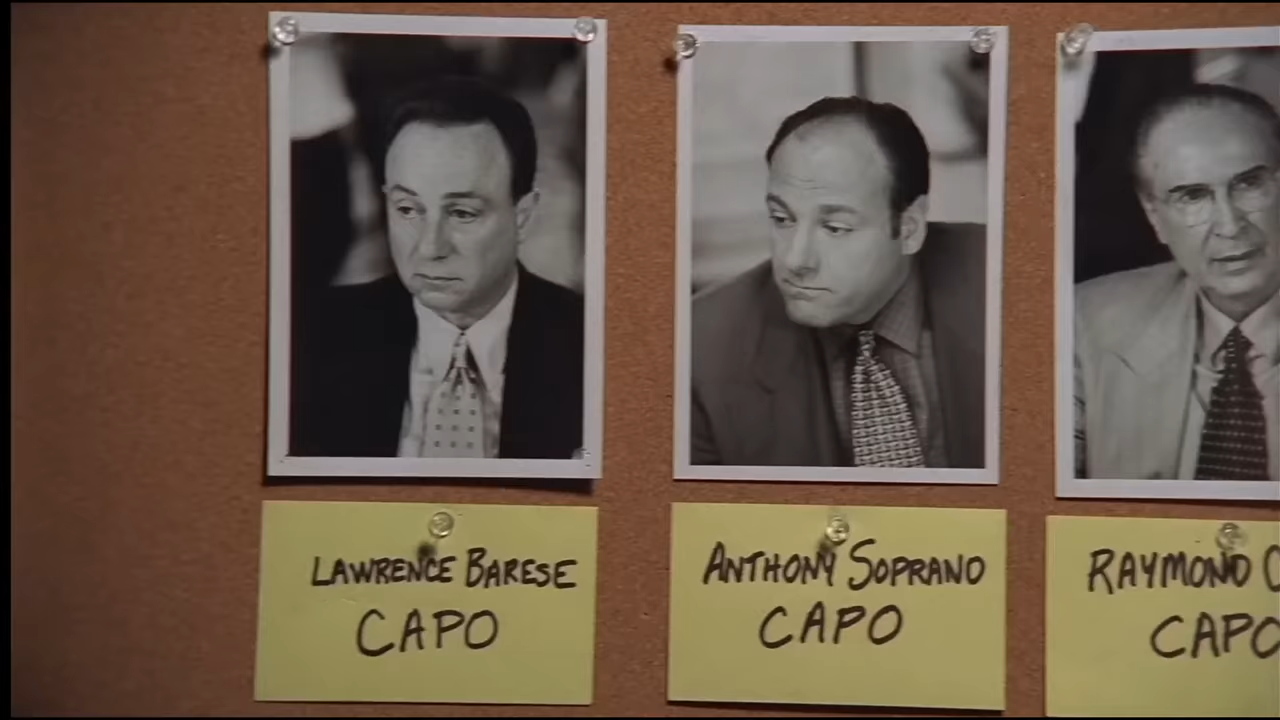 LAWRENCE BARESE
CAPO
ANTHONY SOPRANO
CAPO
RAYMOND
CAPO